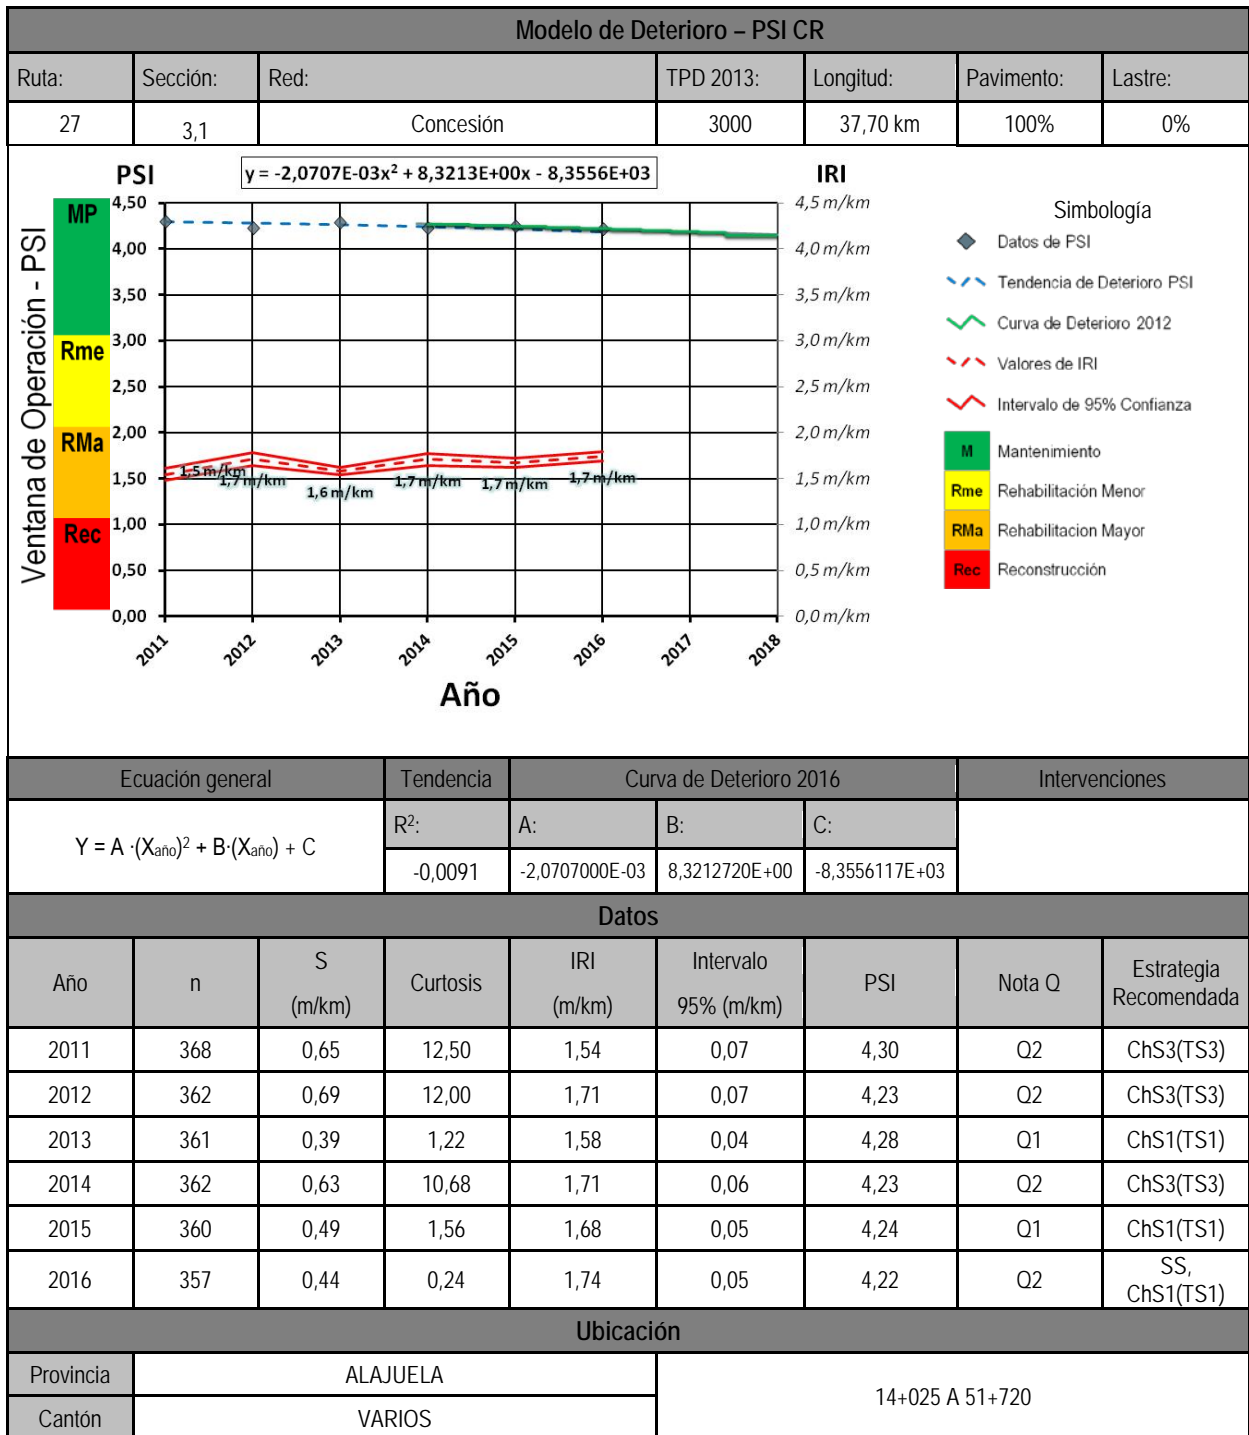 Modelo de Deterioro – PSI CR
Ruta: Sección: Red: TPD 2013: Longitud: Pavimento: Lastre:
27 3,1 Concesión 3000 37,70 km 100% 0%
PSI y = -2,0707E-03x² + 8,3213E+00x - 8,3556E+03 IRI
Ventana de Operación - PSI
MP
Rme
RMa
Rec
4,50
4,00
3,50
3,00
2,50
2,00
1,50
1,00
0,50
0,00
1,5 m/km
1,7 m/km
1,6 m/km
1,7 m/km
1,7 m/km
1,7 m/km
4,5 m/km
4,0 m/km
3,5 m/km
3,0 m/km
2,5 m/km
2,0 m/km
1,5 m/km
1,0 m/km
0,5 m/km
0,0 m/km
2011 2012 2013 2014 2015 2016 2017 2018
Año
Simbología
Datos de PSI
Tendencia de Deterioro PSI
Curva de Deterioro 2012
Valores de IRI
Intervalo de 95% Confianza
M Mantenimiento
Rme Rehabilitación Menor
RMa Rehabilitacion Mayor
Rec Reconstrucción
Ecuación general Tendencia Curva de Deterioro 2016 Intervenciones
Y = A ·(Xaño)² + B·(Xaño) + C
R²: A: B: C:
-0,0091 -2,0707000E-03 8,3212720E+00 -8,3556117E+03
Datos
Año n S (m/km) Curtosis IRI (m/km) Intervalo 95% (m/km) PSI Nota Q Estrategia Recomendada
2011 368 0,65 12,50 1,54 0,07 4,30 Q2 ChS3(TS3)
2012 362 0,69 12,00 1,71 0,07 4,23 Q2 ChS3(TS3)
2013 361 0,39 1,22 1,58 0,04 4,28 Q1 ChS1(TS1)
2014 362 0,63 10,68 1,71 0,06 4,23 Q2 ChS3(TS3)
2015 360 0,49 1,56 1,68 0,05 4,24 Q1 ChS1(TS1)
2016 357 0,44 0,24 1,74 0,05 4,22 Q2 SS, ChS1(TS1)
Ubicación
Provincia ALAJUELA
14+025 A 51+720
Cantón VARIOS